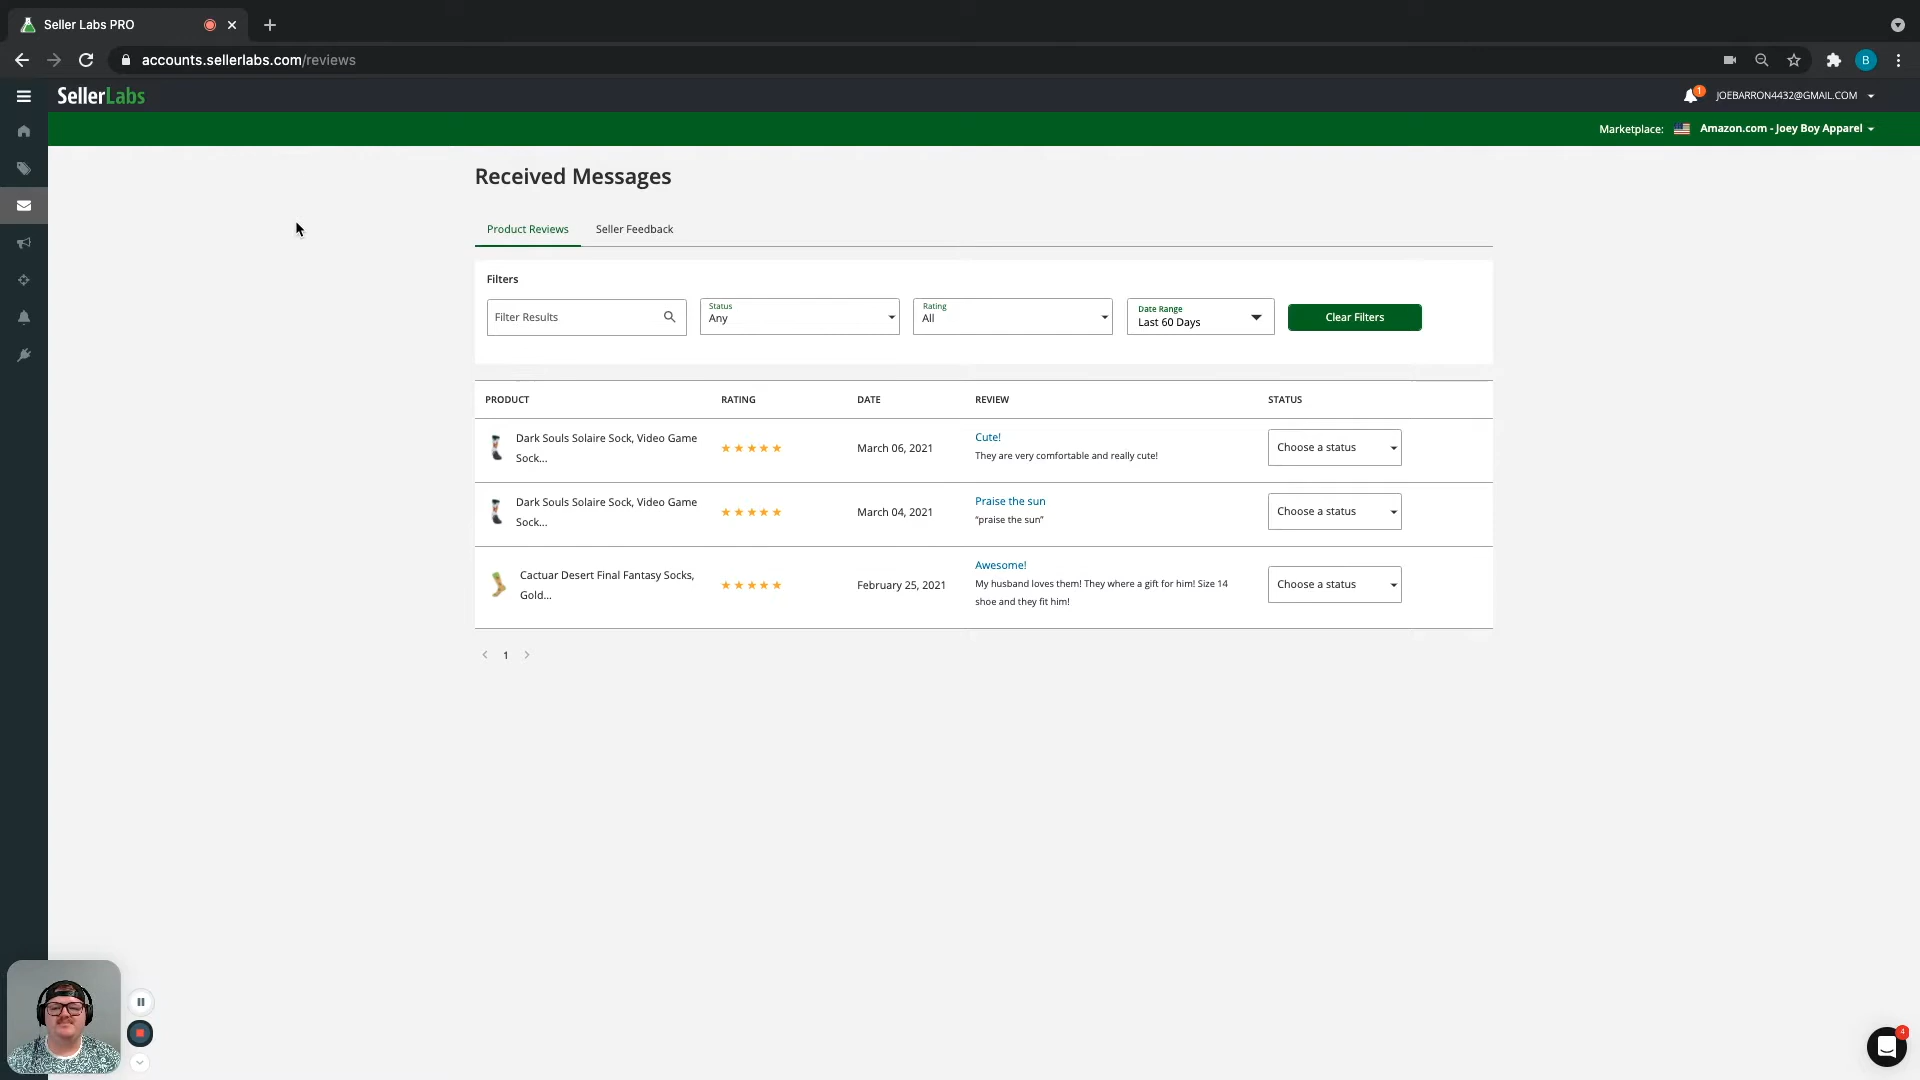 Seller Labs PRO
accounts.sellerlabs.com/reviews
B
SellerLabs
1
JOEBARRON4432@GMAIL.COM
Marketplace: Amazon.com - Joey Boy Apparel
Received Messages
Product Reviews
Seller Feedback
Filters
Filter Results
Status
Any
Rating
All
Date Range
Last 60 Days
Clear Filters
PRODUCT RATING DATE REVIEW STATUS
Dark Souls Solaire Sock, Video Game
Sock...
March 06, 2021
Cute!
They are very comfortable and really cute!
Choose a status
Dark Souls Solaire Sock, Video Game
Sock...
March 04, 2021
Praise the sun
“praise the sun”
Choose a status
Cactuar Desert Final Fantasy Socks,
Gold...
February 25, 2021
Awesome!
My husband loves them! They where a gift for him! Size 14
shoe and they fit him!
Choose a status
1
4